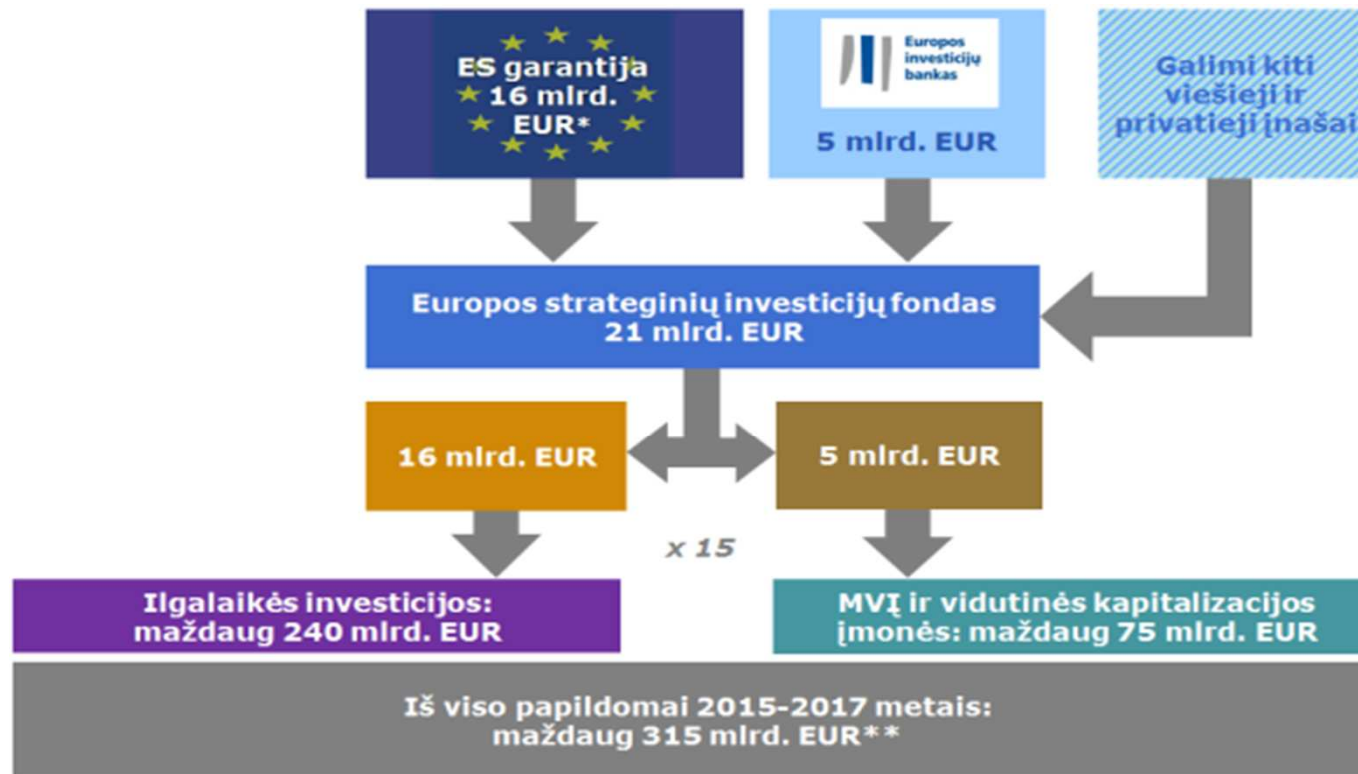 ES garantija
16 mlrd.
EUR*
Europos
investicijų
bankas
5 mlrd. EUR
Galimi kiti
viešieji ir
privatieji įnašai
Europos strateginių investicijų fondas
21 mlrd. EUR
16 mlrd. EUR
5 mlrd. EUR
x 15
Ilgalaikės investicijos:
maždaug 240 mlrd. EUR
MVĮ ir vidutinės kapitalizacijos
įmonės: maždaug 75 mlrd. EUR
Iš viso papildomai 2015-2017 metais:
maždaug 315 mlrd. EUR**